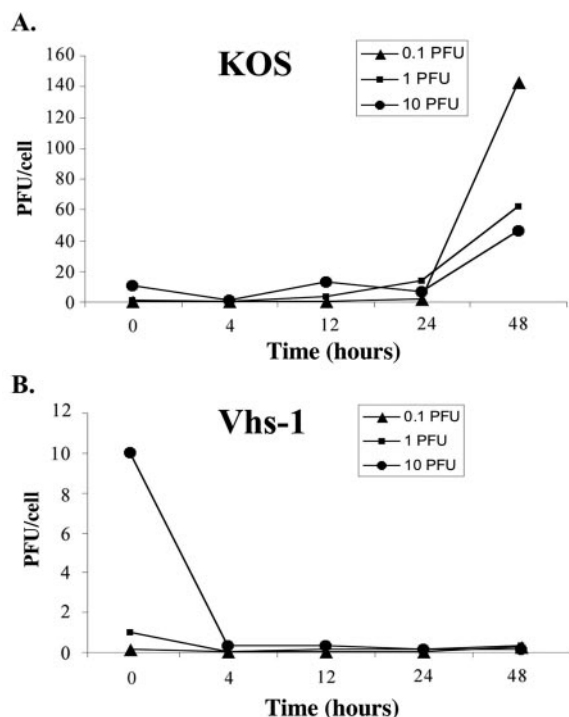 A.
KOS
0.1 PFU
1 PFU
10 PFU
PFU/cell
160
140
120
100
80
60
40
20
0
0 4 12 24 48
Time (hours)
B.
Vhs-1
0.1 PFU
1 PFU
10 PFU
PFU/cell
12
10
8
6
4
2
0
0 4 12 24 48
Time (hours)